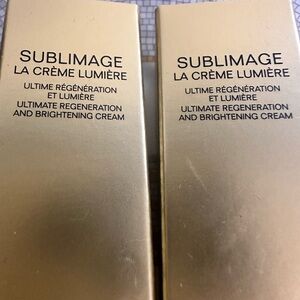 SUBLIMAGE
LA CRÈME LUMIÈRE
ULTIME RÉGÉNÉRATION
ET LUMIÈRE
ULTIMATE REGENERATION
AND BRIGHTENING CREAM
SUBLIMAGE
LA CRÈME LUMIÈRE
ULTIME RÉGÉNÉRATION
ET LUMIÈRE
ULTIMATE REGENERATION
AND BRIGHTENING CREAM